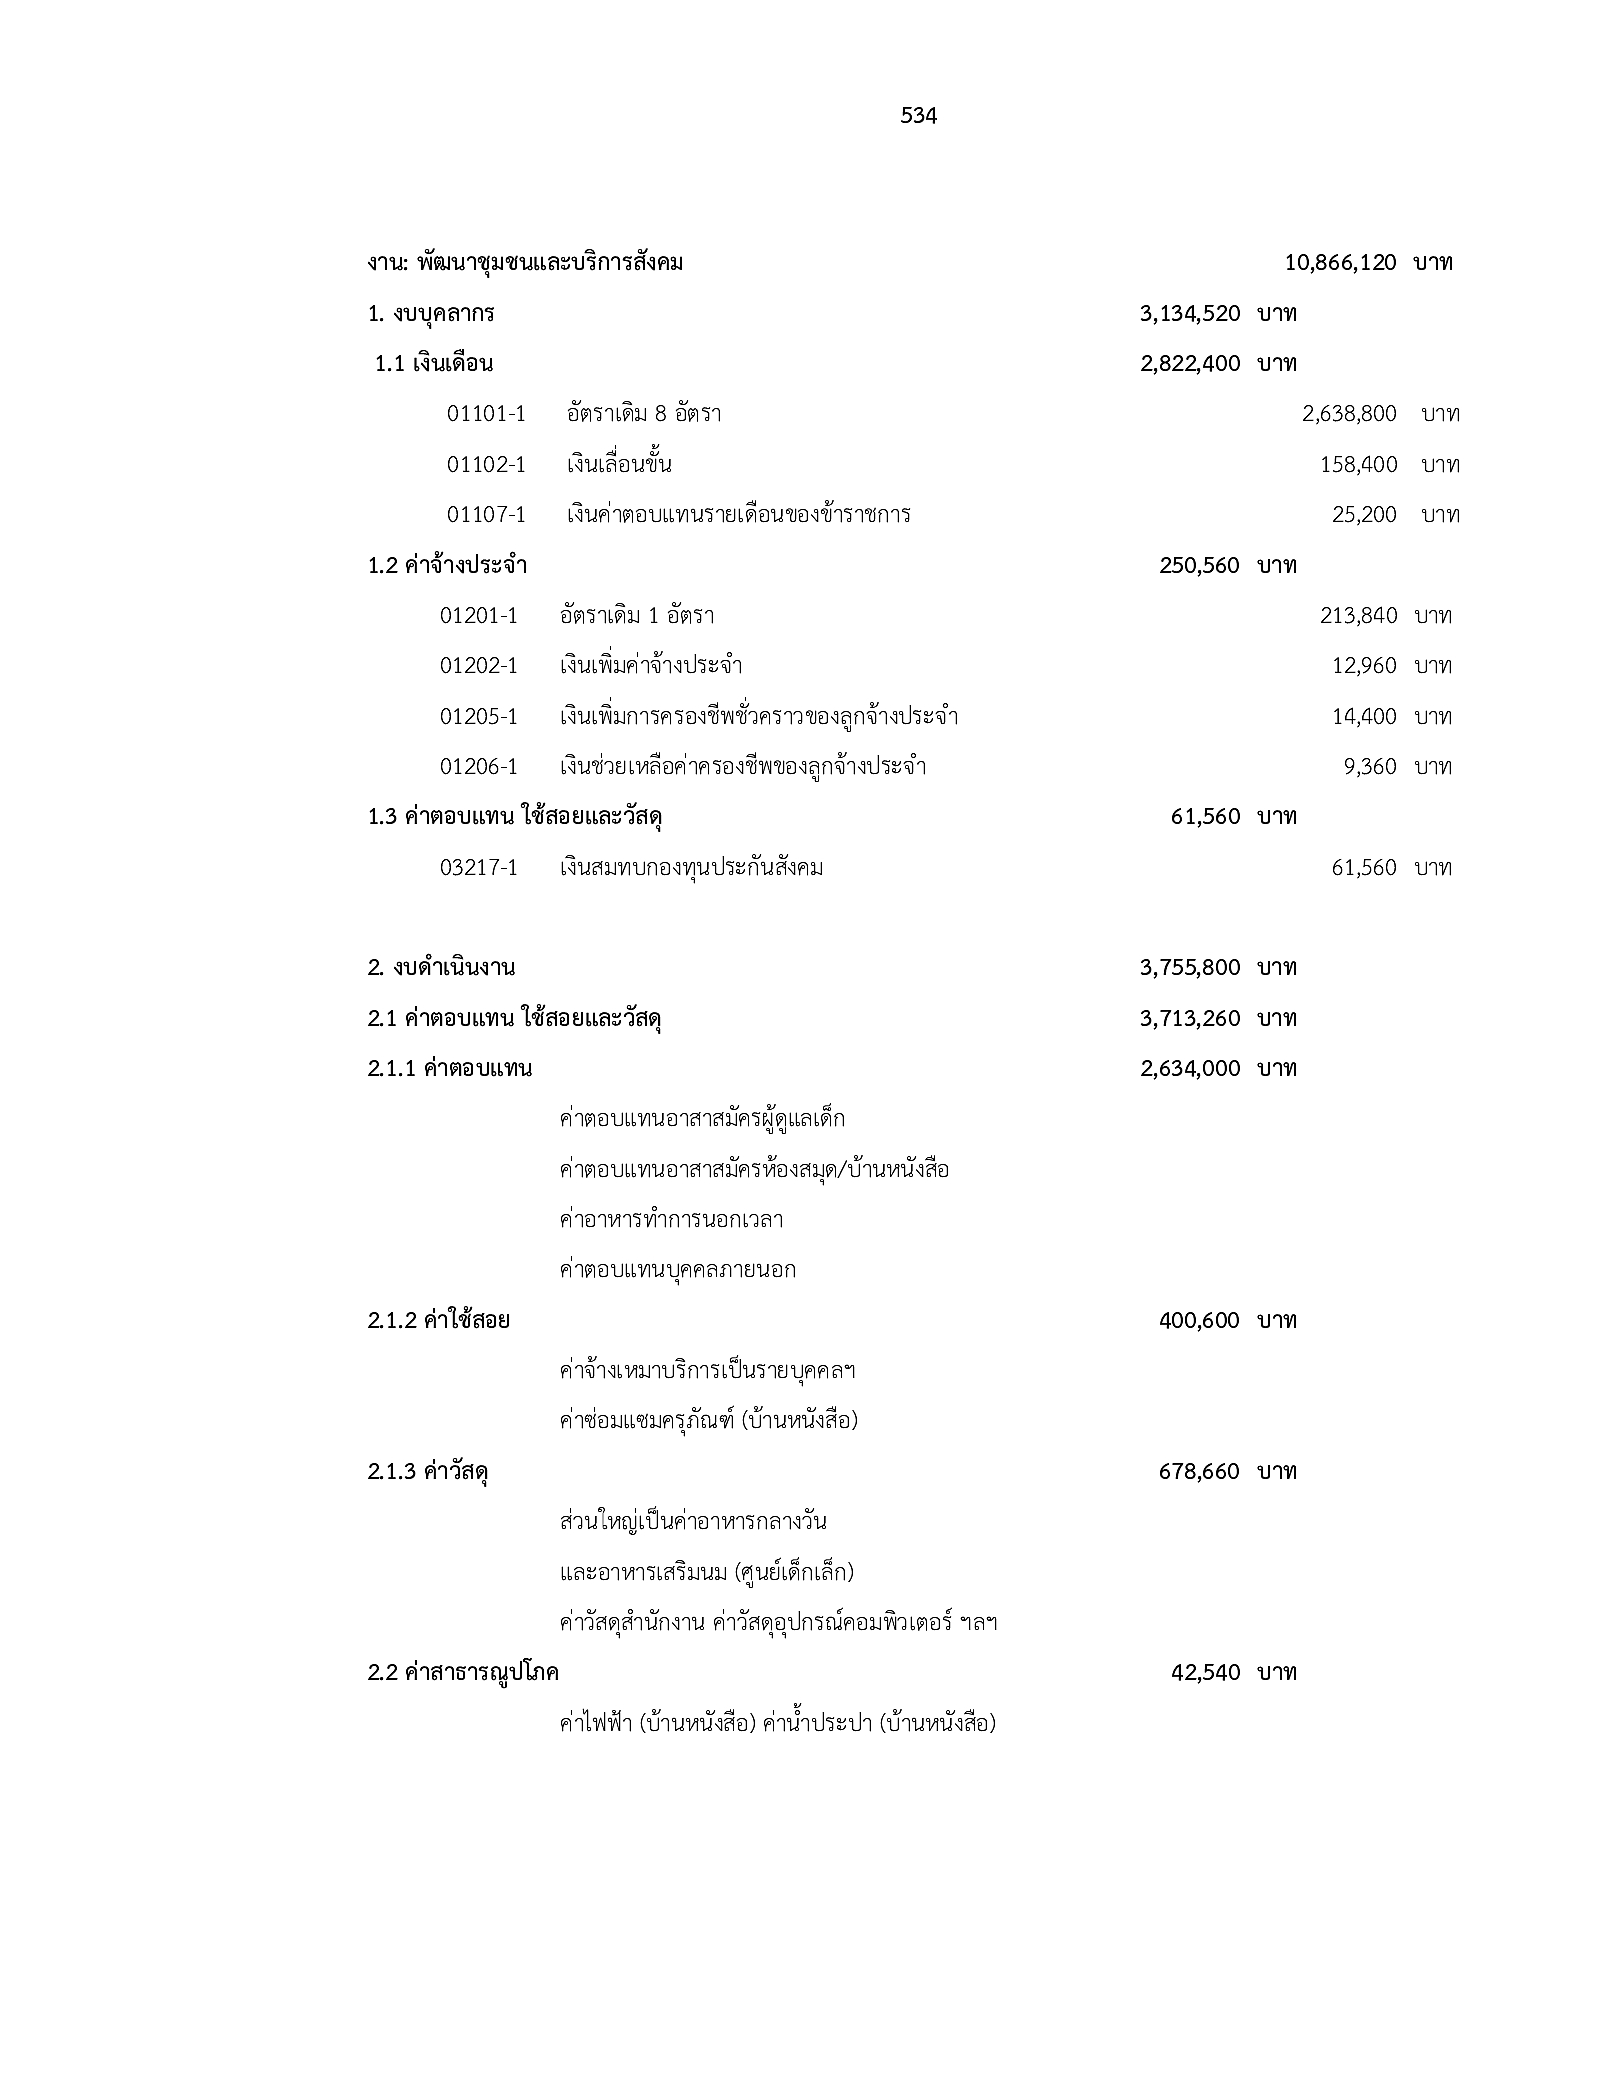 534
งาน: พัฒนาชุมชนและบริการสังคม 10,866,120 บาท
1. งบบุคลากร 3,134,520 บาท
1.1 เงินเดือน 2,822,400 บาท
01101-1 อัตราเดิม 8 อัตรา 2,638,800 บาท
01102-1 เงินเลื่อนขั้น 158,400 บาท
01107-1 เงินค่าตอบแทนรายเดือนของข้าราชการ 25,200 บาท
1.2 ค่าจ้างประจำ 250,560 บาท
01201-1 อัตราเดิม 1 อัตรา 213,840 บาท
01202-1 เงินเพิ่มค่าจ้างประจำ 12,960 บาท
01205-1 เงินเพิ่มการครองชีพชั่วคราวของลูกจ้างประจำ 14,400 บาท
01206-1 เงินช่วยเหลือค่าครองชีพของลูกจ้างประจำ 9,360 บาท
1.3 ค่าตอบแทน ใช้สอยและวัสดุ 61,560 บาท
03217-1 เงินสมทบกองทุนประกันสังคม 61,560 บาท
2. งบดำเนินงาน 3,755,800 บาท
2.1 ค่าตอบแทน ใช้สอยและวัสดุ 3,713,260 บาท
2.1.1 ค่าตอบแทน 2,634,000 บาท
ค่าตอบแทนอาสาสมัครผู้ดูแลเด็ก
ค่าตอบแทนอาสาสมัครห้องสมุด/บ้านหนังสือ
ค่าอาหารทำการนอกเวลา
ค่าตอบแทนบุคคลภายนอก
2.1.2 ค่าใช้สอย 400,600 บาท
ค่าจ้างเหมาบริการเป็นรายบุคคลฯ
ค่าซ่อมแซมครุภัณฑ์ (บ้านหนังสือ)
2.1.3 ค่าวัสดุ 678,660 บาท
ส่วนใหญ่เป็นค่าอาหารกลางวัน
และอาหารเสริมนม (ศูนย์เด็กเล็ก)
ค่าวัสดุสำนักงาน ค่าวัสดุอุปกรณ์คอมพิวเตอร์ ฯลฯ
2.2 ค่าสาธารณูปโภค 42,540 บาท
ค่าไฟฟ้า (บ้านหนังสือ) ค่าน้ำประปา (บ้านหนังสือ)